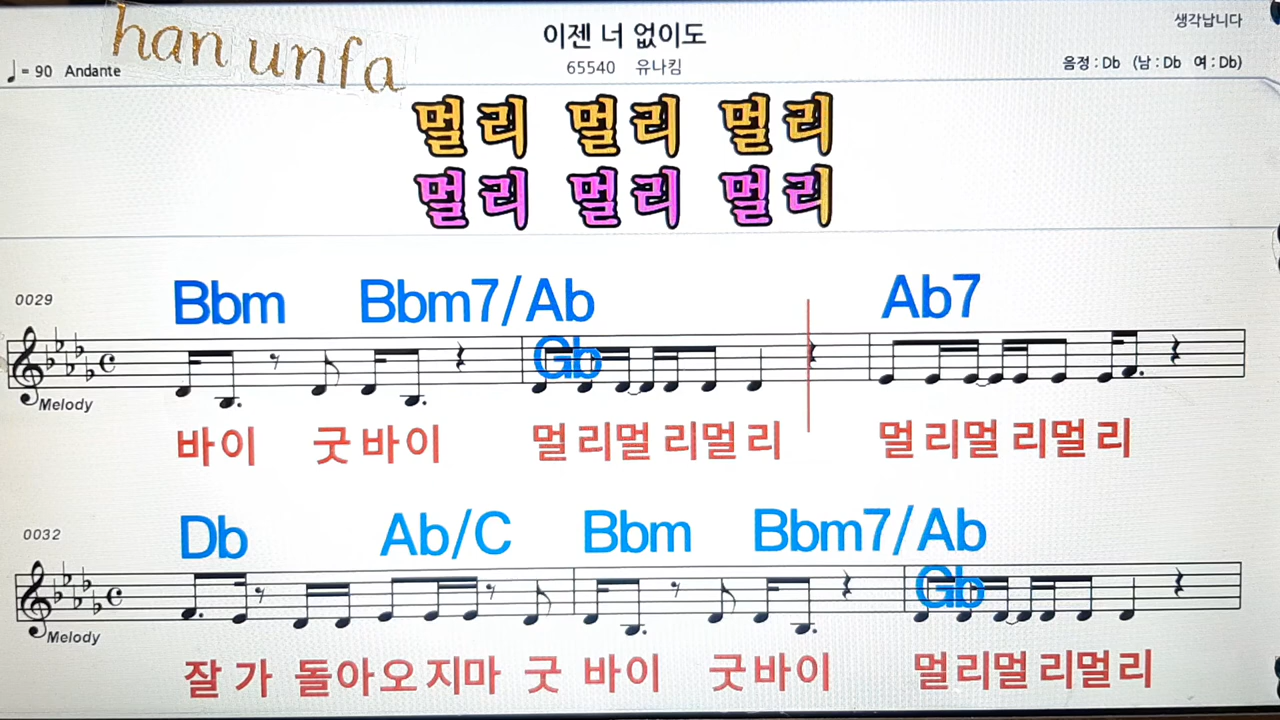 han unfa
이젠 너 없이도
생각납니다
♩= 90 Andante
65540 유나킴
음정 : Db (남 : Db 여 : Db)
멀리 멀리 멀리
멀리 멀리 멀리
0029
Bbm Bbm7/Ab Gb Ab7
Melody
바이 굿바이 멀리멀리멀리 멀리멀리멀리
0032
Db Ab/C Bbm Bbm7/Ab Gb
Melody
잘가 돌아오지마 굿 바이 굿바이 멀리멀리멀리